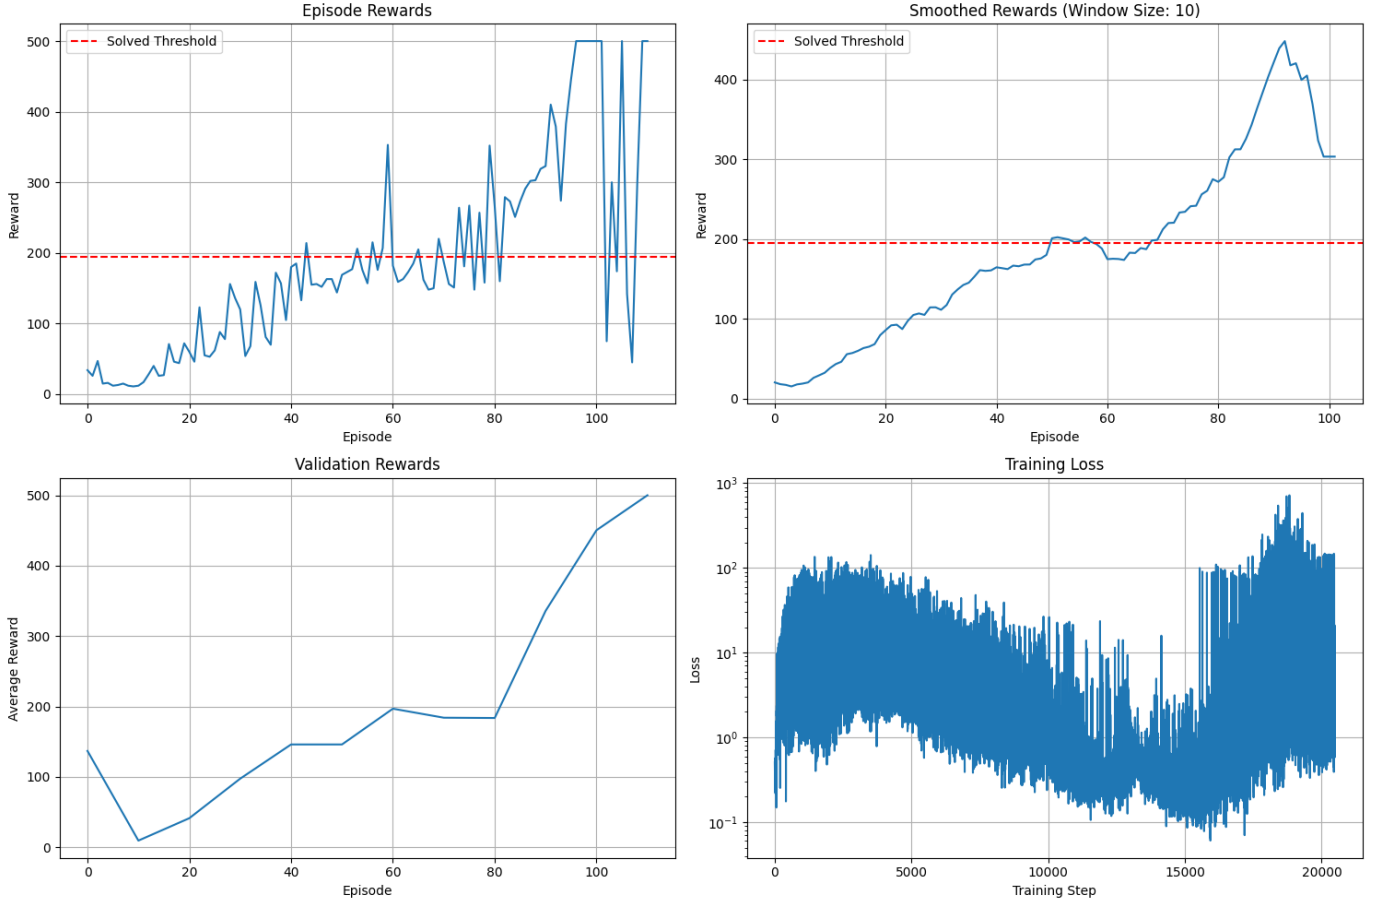 Episode Rewards
Solved Threshold
500
400
300
200
100
0
Reward
0 20 40 60 80 100
Episode
Smoothed Rewards (Window Size: 10)
Solved Threshold
400
300
200
100
0
Reward
0 20 40 60 80 100
Episode
Validation Rewards
500
400
300
200
100
0
Average Reward
0 20 40 60 80 100
Episode
Training Loss
10³
10²
10¹
10⁰
10⁻¹
Loss
0 5000 10000 15000 20000
Training Step